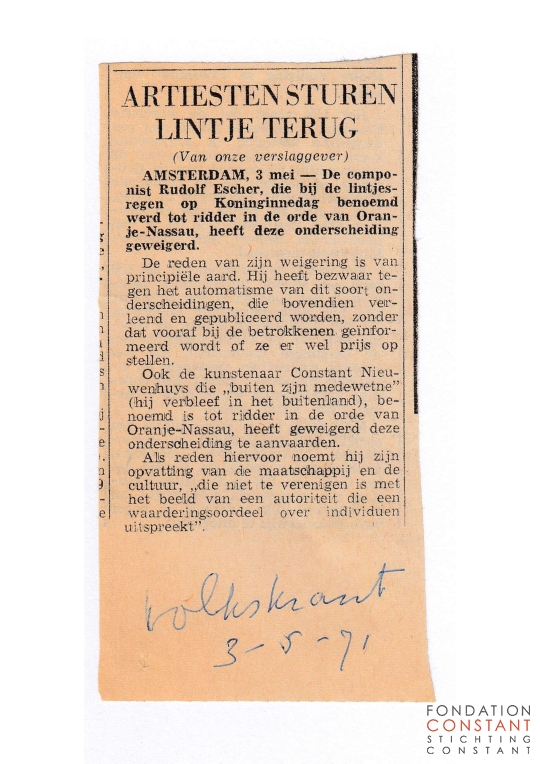 ARTIESTEN STUREN
LINTJE TERUG
(Van onze verslaggever)
AMSTERDAM, 3 mei — De compo-
nist Rudolf Escher, die bij de lintjes-
regen op Koninginnedag benoemd
werd tot ridder in de orde van Oran-
je-Nassau, heeft deze onderscheiding
geweigerd.
De reden van zijn weigering is van
principiële aard. Hij heeft bezwaar te-
gen het automatisme van dit soort on-
derscheidingen, die bovendien ver-
leend en gepubliceerd worden, zonder
dat vooraf bij de betrokkenen geïnfor-
meerd wordt of ze er wel prijs op
stellen.
Ook de kunstenaar Constant Nieu-
wenhuys die „buiten zijn medewetne”
(hij verbleef in het buitenland), be-
noemd is tot ridder in de orde van
Oranje-Nassau, heeft geweigerd deze
onderscheiding te aanvaarden.
Als reden hiervoor noemt hij zijn
opvatting van de maatschappij en de
cultuur, „die niet te verenigen is met
het beeld van een autoriteit die een
waarderingsoordeel over individuen
uitspreekt”.
Volkskrant
3-5-71
FONDATION
CONSTANT
STICHTING
CONSTANT